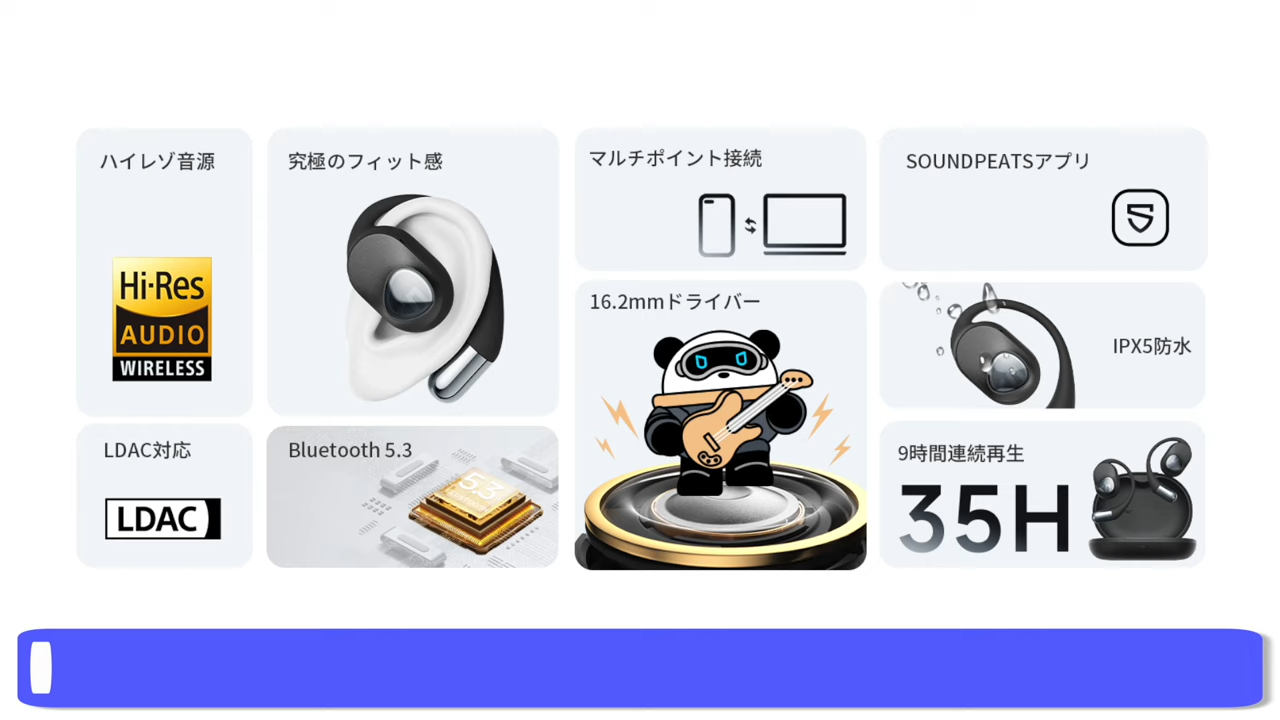 ハイレゾ音源
Hi-Res
AUDIO
WIRELESS
LDAC対応
LDAC
究極のフィット感
Bluetooth 5.3
5.3
マルチポイント接続
16.2mmドライバー
SOUNDPEATSアプリ
IPX5防水
9時間連続再生
35H